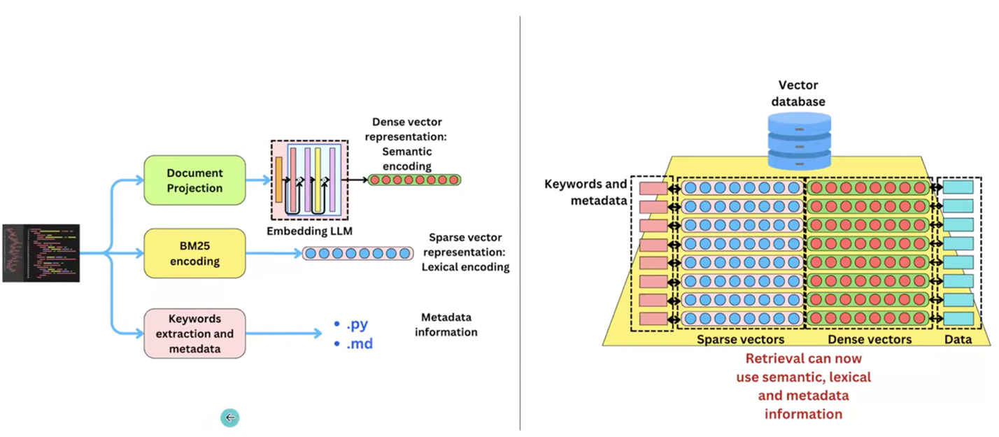 Document
Projection
Embedding LLM
Dense vector
representation:
Semantic
encoding
BM25
encoding
Sparse vector
representation:
Lexical encoding
Keywords
extraction and
metadata
• .py
• .md
Metadata
information
Vector
database
Keywords and
metadata
Sparse vectors
Dense vectors
Data
Retrieval can now
use semantic, lexical
and metadata
information